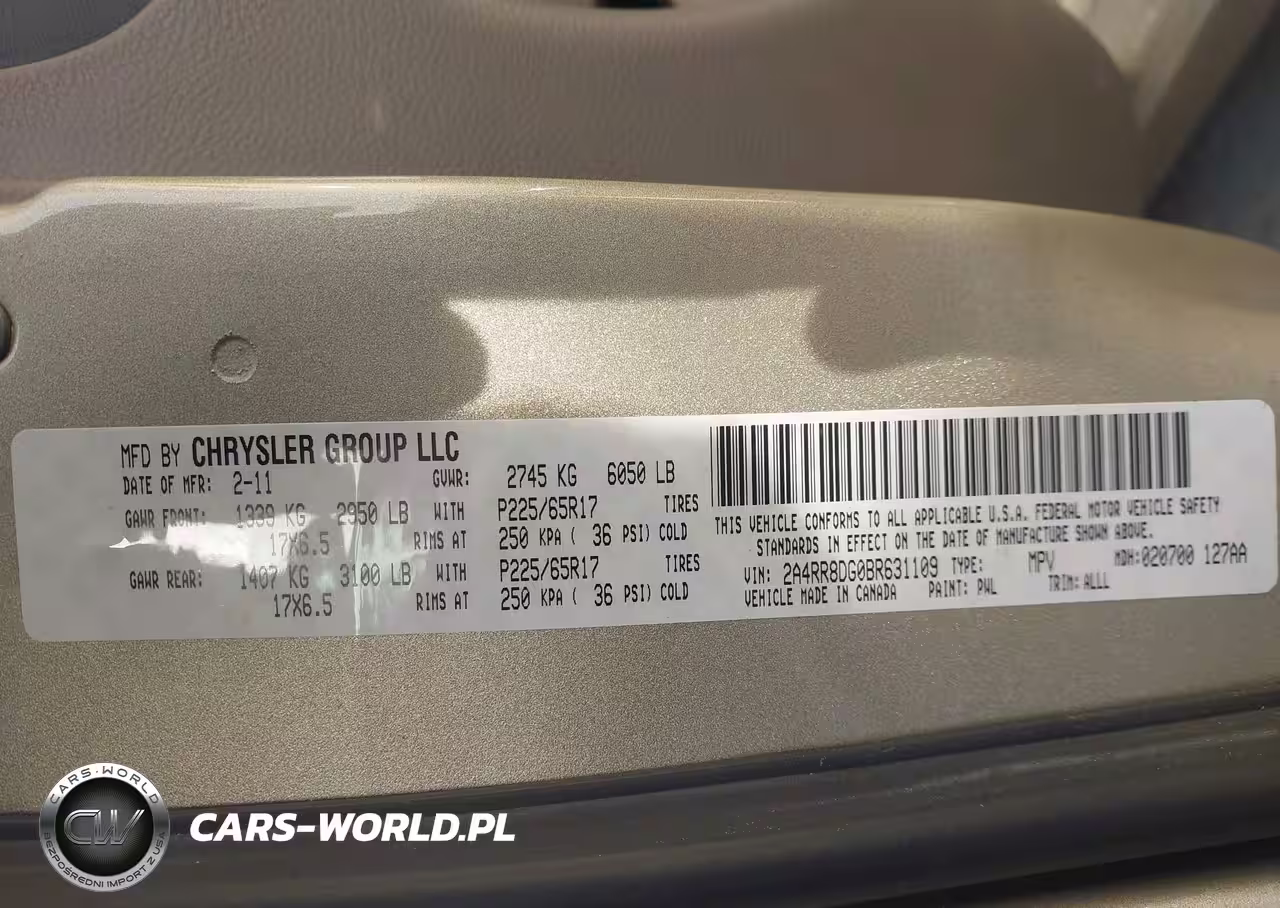 MFD BY CHRYSLER GROUP LLC
DATE OF MFR: 2-11 GVWR: 2745 KG 6050 LB
GAWR FRONT: 1339 KG 2950 LB WITH P225/65R17 TIRES
17X6.5 RIMS AT 250 KPA ( 36 PSI) COLD
GAWR REAR: 1407 KG 3100 LB WITH P225/65R17 TIRES
17X6.5 RIMS AT 250 KPA ( 36 PSI) COLD
THIS VEHICLE CONFORMS TO ALL APPLICABLE U.S.A. FEDERAL MOTOR VEHICLE SAFETY
STANDARDS IN EFFECT ON THE DATE OF MANUFACTURE SHOWN ABOVE.
VIN: 2A4RR8DG0BR631109 TYPE: MPV MDH:020700 127AA
VEHICLE MADE IN CANADA PAINT: PWL TRIM: ALLL
CARS-WORLD
CW
BEZPOŚREDNI IMPORT Z USA
CARS-WORLD.PL